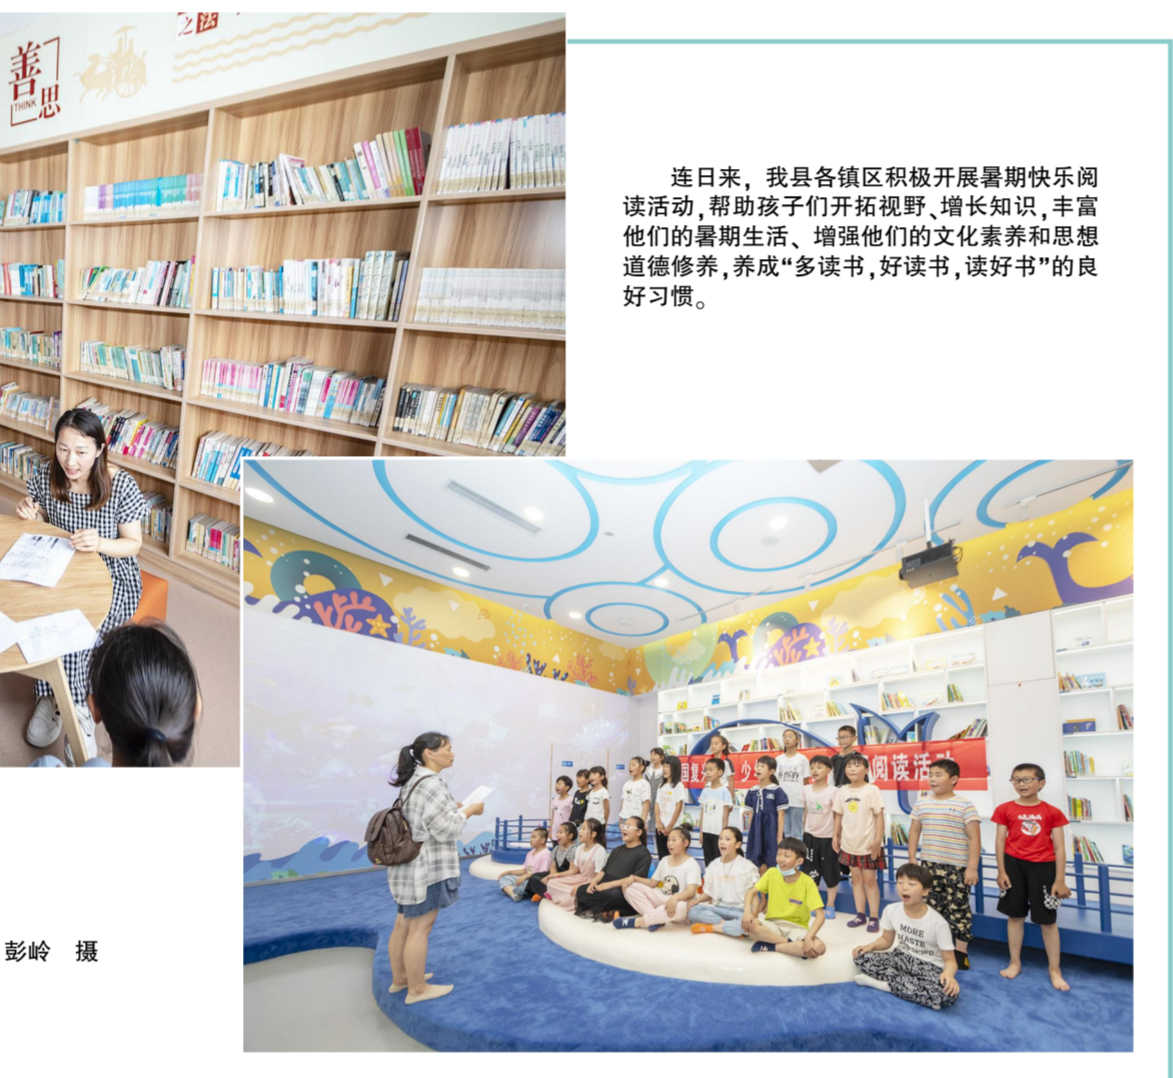 之法
善
THINK
思
连日来，我县各镇区积极开展暑期快乐阅
读活动，帮助孩子们开拓视野、增长知识，丰富
他们的暑期生活、增强他们的文化素养和思想
道德修养，养成“多读书，好读书，读好书”的良
好习惯。
国复兴
少
阅读活动
MORE
彭岭 摄